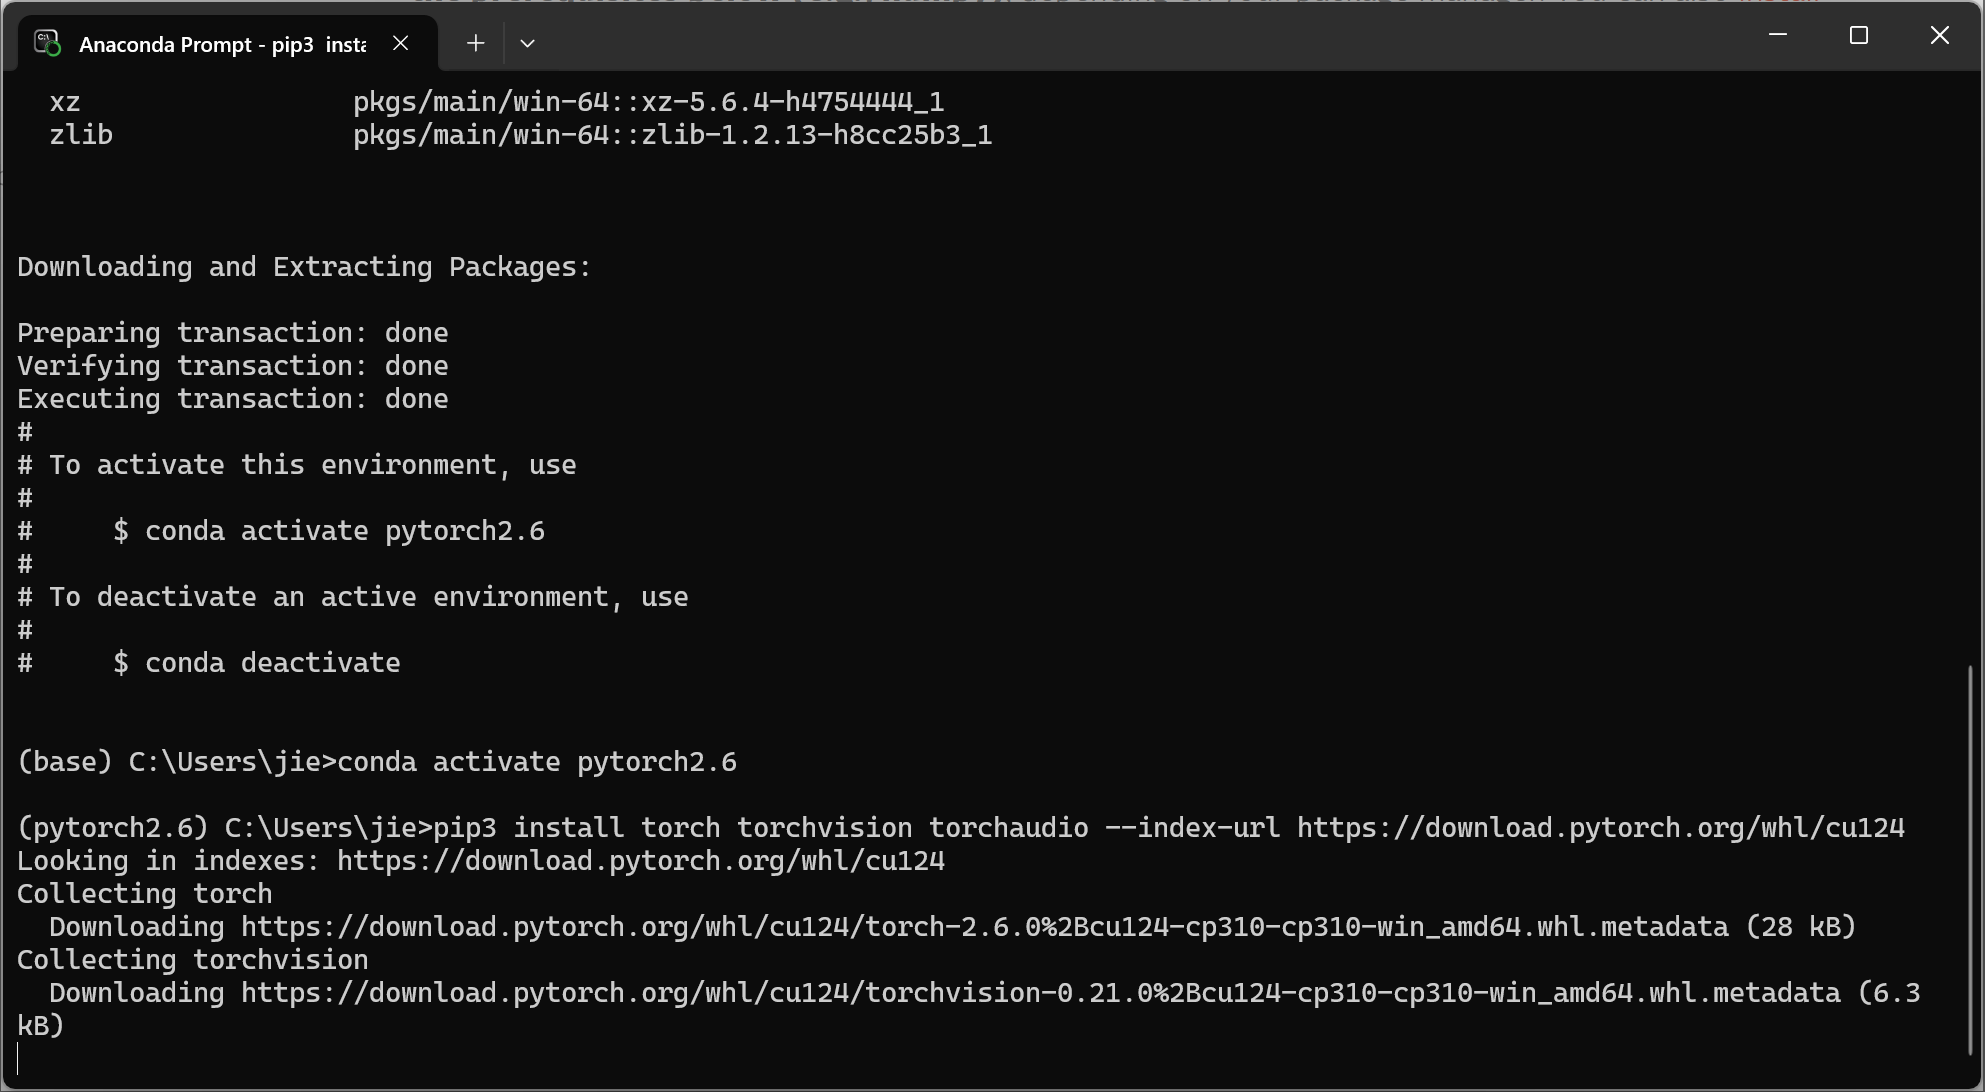 Anaconda Prompt - pip3 insta
xz pkgs/main/win-64::xz-5.6.4-h4754444_1
zlib pkgs/main/win-64::zlib-1.2.13-h8cc25b3_1
Downloading and Extracting Packages:
Preparing transaction: done
Verifying transaction: done
Executing transaction: done
#
# To activate this environment, use
#
# $ conda activate pytorch2.6
#
# To deactivate an active environment, use
#
# $ conda deactivate
(base) C:\Users\jie>conda activate pytorch2.6
(pytorch2.6) C:\Users\jie>pip3 install torch torchvision torchaudio --index-url https://download.pytorch.org/whl/cu124
Looking in indexes: https://download.pytorch.org/whl/cu124
Collecting torch
Downloading https://download.pytorch.org/whl/cu124/torch-2.6.0%2Bcu124-cp310-cp310-win_amd64.whl.metadata (28 kB)
Collecting torchvision
Downloading https://download.pytorch.org/whl/cu124/torchvision-0.21.0%2Bcu124-cp310-cp310-win_amd64.whl.metadata (6.3
kB)